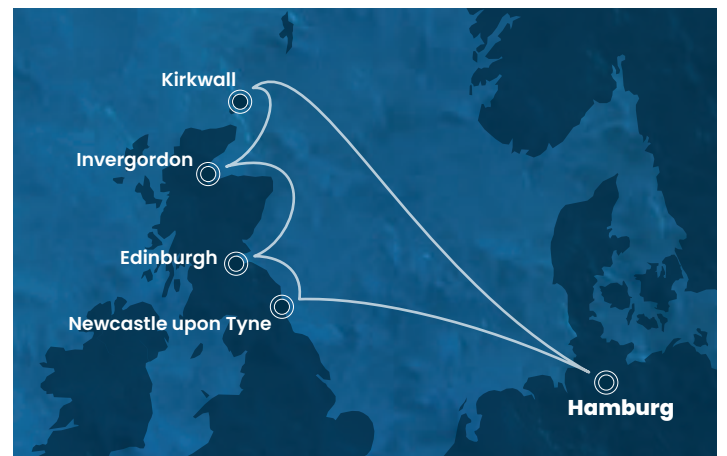 Kirkwall
Invergordon
Edinburgh
Newcastle upon Tyne
Hamburg